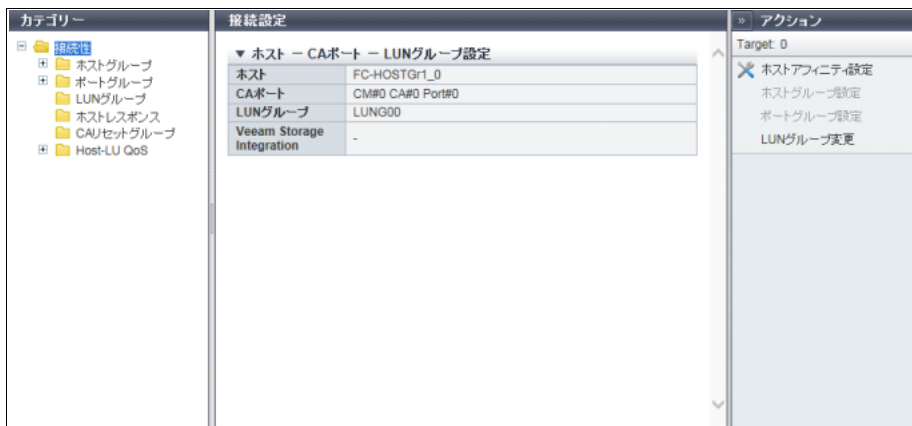 カテゴリー
接続性
ホストグループ
ポートグループ
LUNグループ
ホストレスポンス
CAリセットグループ
Host-LU QoS
接続設定
▼ ホスト － CAポート － LUNグループ設定
ホスト FC-HOSTGr1_0
CAポート CM#0 CA#0 Port#0
LUNグループ LUNG00
Veeam Storage
Integration -
» アクション
Target: 0
ホストアフィニティ設定
ホストグループ設定
ポートグループ設定
LUNグループ変更